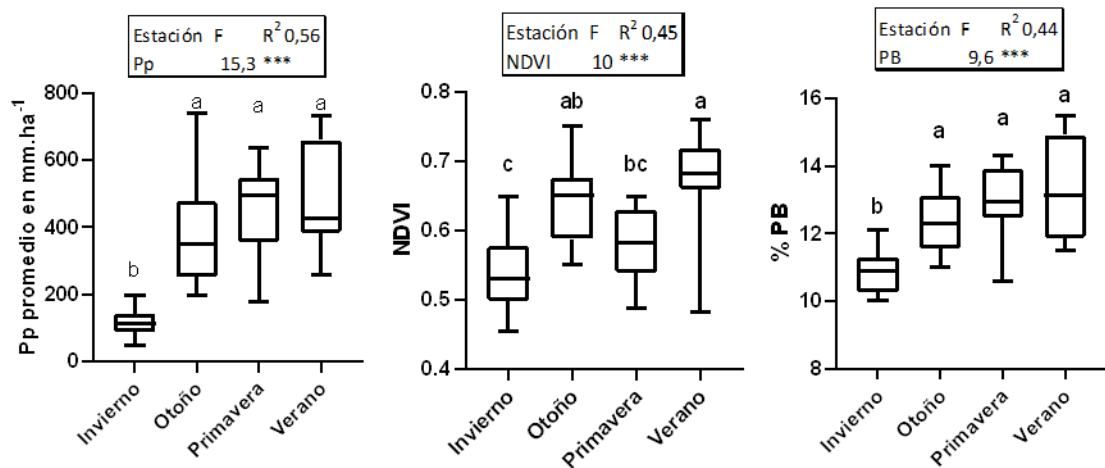 Estación F R² 0,56
Pp 15,3 ***
Pp promedio en mm.ha⁻¹
800
600
400
200
0
a
a
a
b
Invierno
Otoño
Primavera
Verano
Estación F R² 0,45
NDVI 10 ***
NDVI
0.8
0.7
0.6
0.5
0.4
c
ab
bc
a
Invierno
Otoño
Primavera
Verano
Estación F R² 0,44
PB 9,6 ***
% PB
16
14
12
10
8
b
a
a
a
Invierno
Otoño
Primavera
Verano